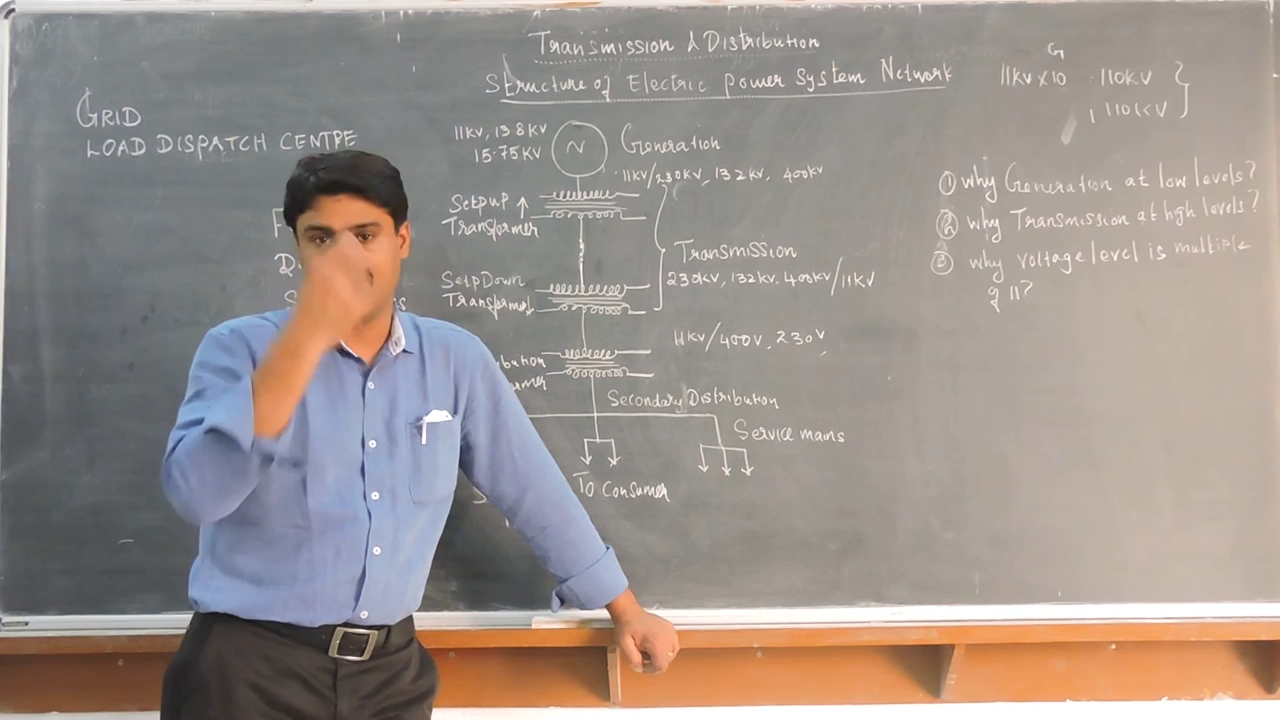 Transmission & Distribution
Structure of Electric Power System Network
GRID
LOAD DISPATCH CENTRE
11KV, 13.8KV
15.75KV
N
Generation
11KV/230KV, 132KV, 400KV
Setpup ↑
Transformer
Transmission
230KV, 132KV, 400KV/11KV
SetpDown
Transformer↓
11KV/400V, 230V
Secondary Distribution
Service mains
To Consumer
G
11KV X10 110KV
110KV
① why Generation at low levels?
② why Transmission at high levels?
③ why voltage level is multiple
of 11?